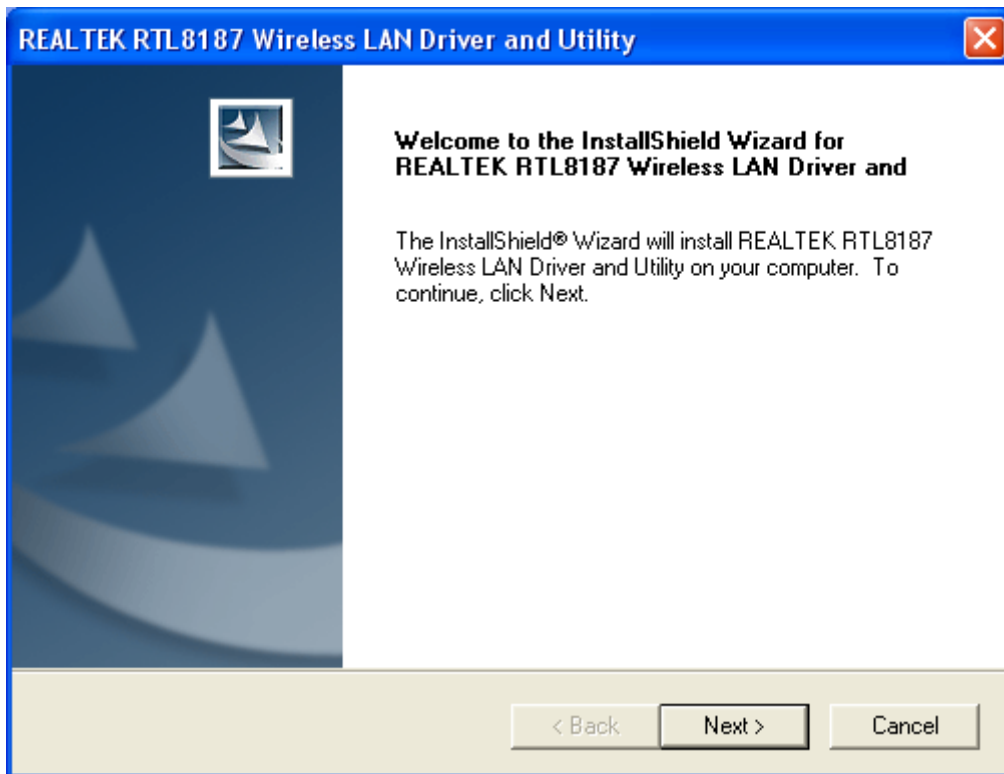 REALTEK RTL8187 Wireless LAN Driver and Utility
Welcome to the InstallShield Wizard for
REALTEK RTL8187 Wireless LAN Driver and
The InstallShield® Wizard will install REALTEK RTL8187
Wireless LAN Driver and Utility on your computer.  To
continue, click Next.
< Back
Next >
Cancel